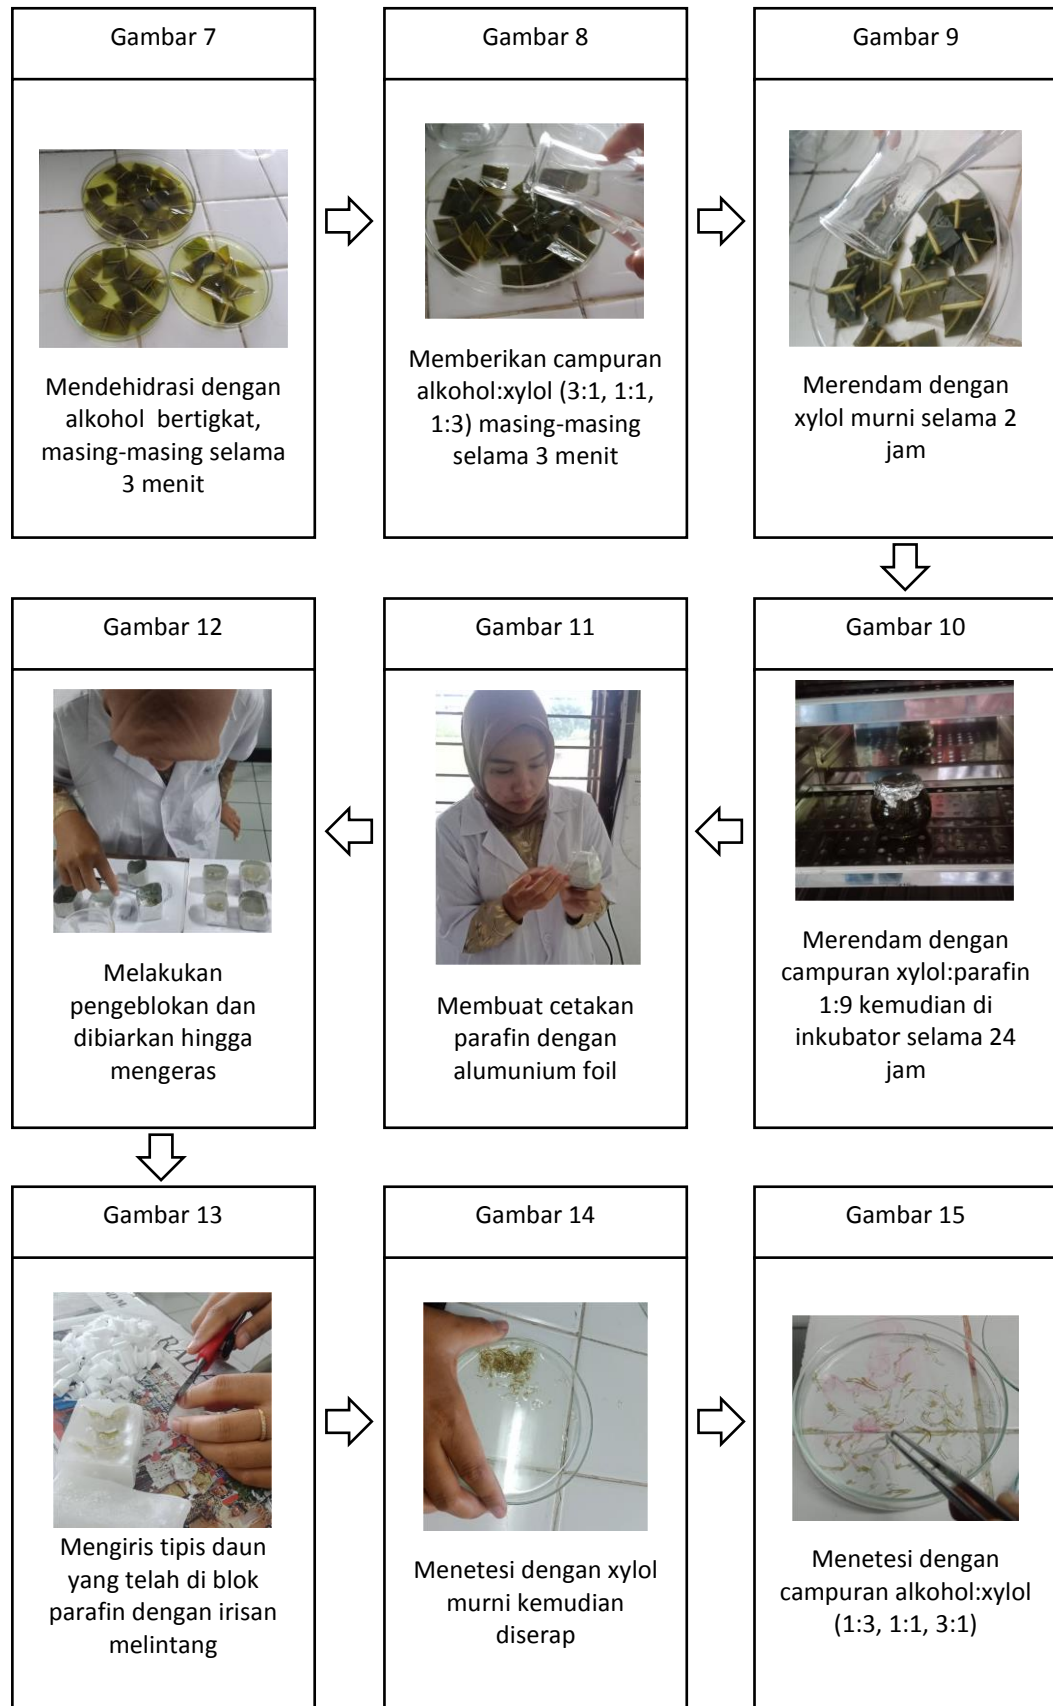 Gambar 7
Mendehidrasi dengan
alkohol bertigkat,
masing-masing selama
3 menit
Gambar 8
Memberikan campuran
alkohol:xylol (3:1, 1:1,
1:3) masing-masing
selama 3 menit
Gambar 9
Merendam dengan
xylol murni selama 2
jam
Gambar 10
Merendam dengan
campuran xylol:parafin
1:9 kemudian di
inkubator selama 24
jam
Gambar 11
Membuat cetakan
parafin dengan
alumunium foil
Gambar 12
Melakukan
pengeblokan dan
dibiarkan hingga
mengeras
Gambar 13
Mengiris tipis daun
yang telah di blok
parafin dengan irisan
melintang
Gambar 14
Menetesi dengan xylol
murni kemudian
diserap
Gambar 15
Menetesi dengan
campuran alkohol:xylol
(1:3, 1:1, 3:1)